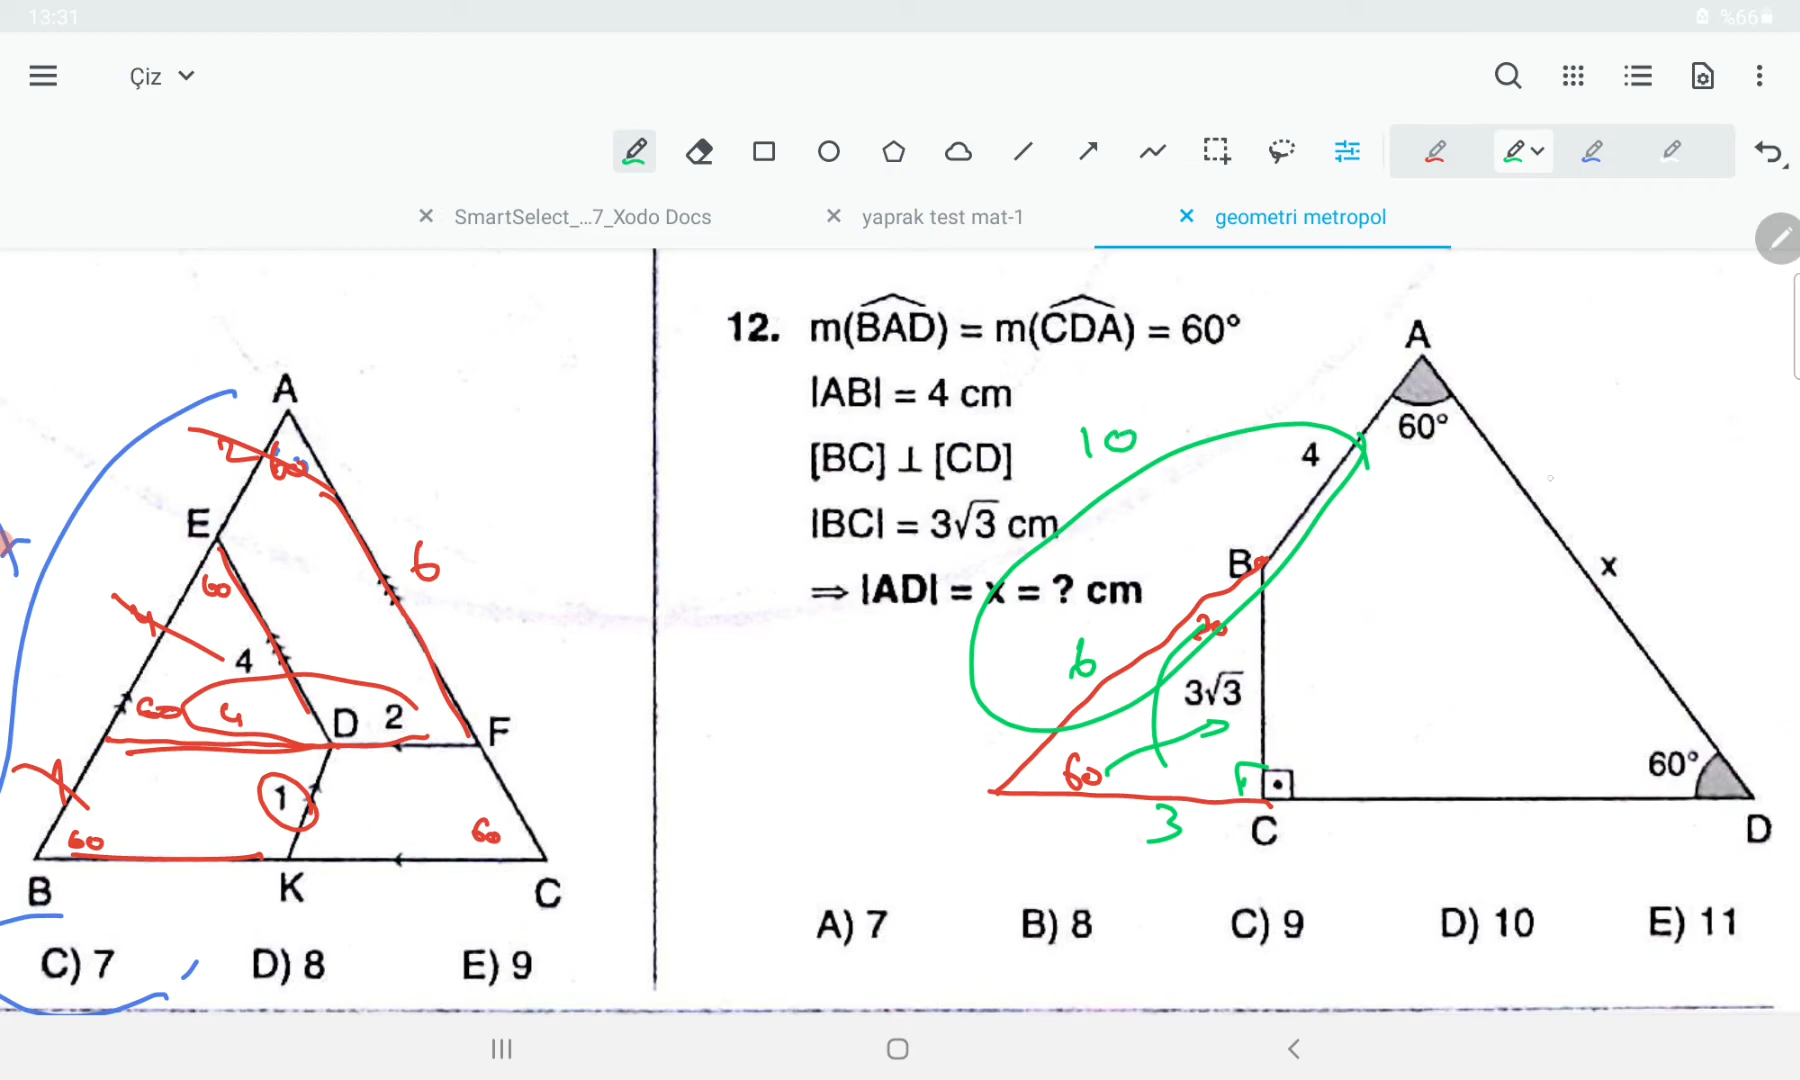 13:31
%66
Çiz
SmartSelect_...7_Xodo Docs
yaprak test mat-1
geometri metropol
A
60
E
60
6
4
4
60
4
D
2
F
1
60
60
B
K
C
C) 7
D) 8
E) 9
12. m(BAD) = m(CDA) = 60°
|AB| = 4 cm
[BC] ⊥ [CD]
|BC| = 3√3 cm
⇒ |AD| = x = ? cm
A
60°
10
4
B
x
30
6
3√3
60
60°
3
C
D
A) 7
B) 8
C) 9
D) 10
E) 11